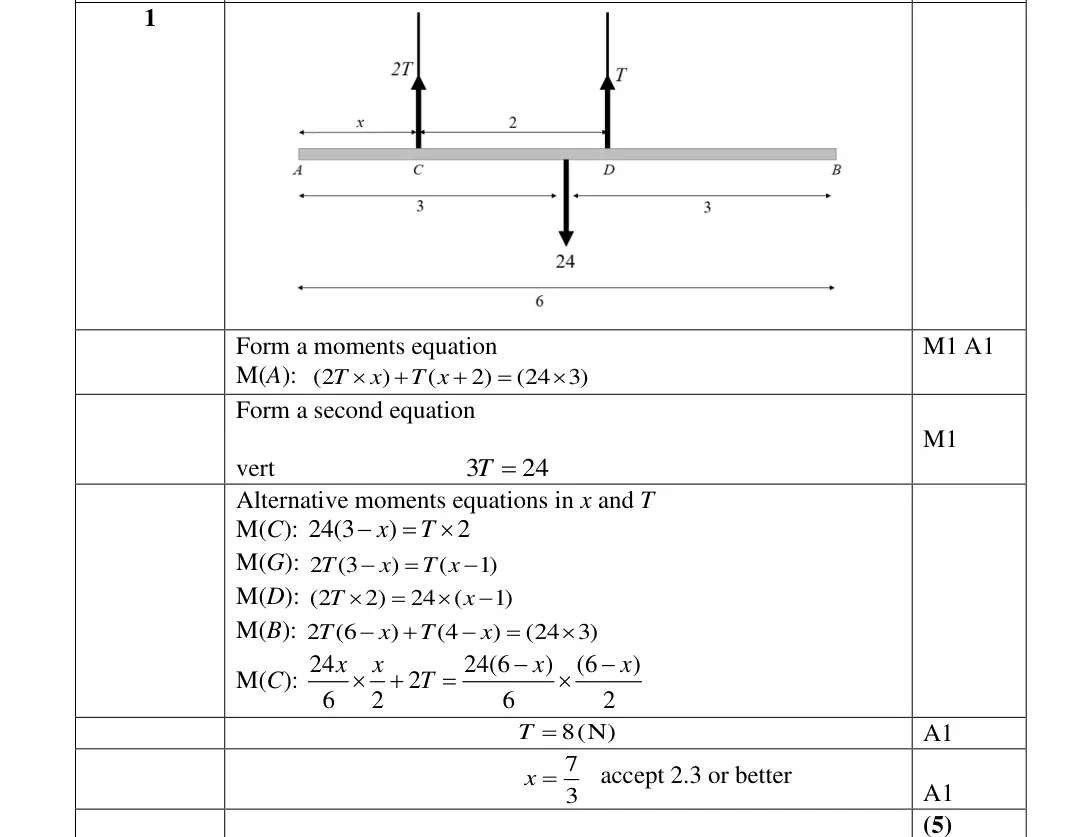 1
2T
T
x
2
A
C
D
B
3
3
24
6
Form a moments equation
M1 A1
M(A): (2T × x) + T(x + 2) = (24 × 3)
Form a second equation
M1
vert 3T = 24
Alternative moments equations in x and T
M(C): 24(3 − x) = T × 2
M(G): 2T(3 − x) = T(x − 1)
M(D): (2T × 2) = 24 × (x − 1)
M(B): 2T(6 − x) + T(4 − x) = (24 × 3)
M(C): 24x/6 × x/2 + 2T = 24(6 − x)/6 × (6 − x)/2
T = 8 (N)
A1
x = 7/3 accept 2.3 or better
A1
(5)